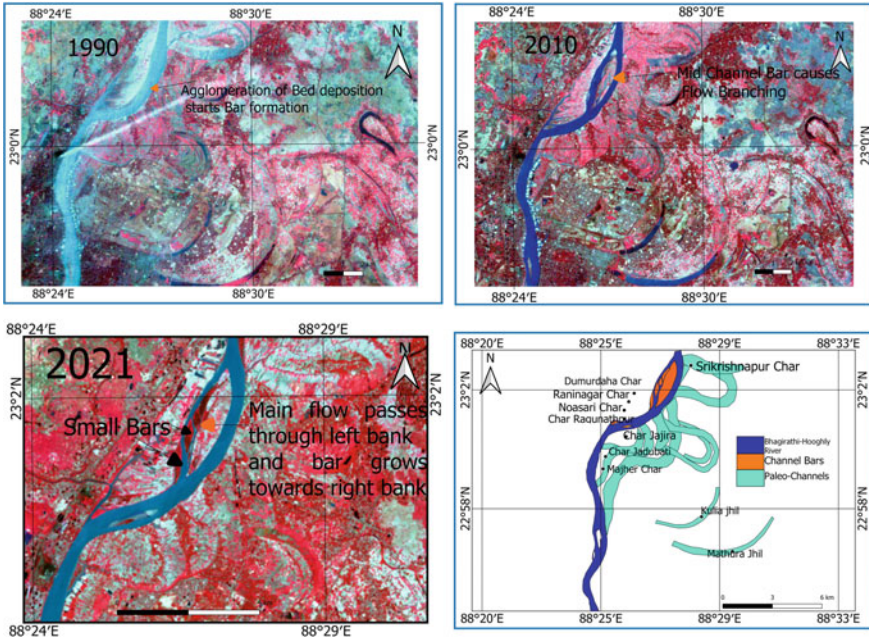 88°24'E
88°30'E
1990
N
Agglomeration of Bed deposition
starts Bar formation
23°0'N
23°0'N
88°24'E
88°30'E
88°24'E
88°30'E
2010
N
Mid Channel Bar causes
Flow Branching
23°0'N
23°0'N
88°24'E
88°30'E
88°24'E
88°29'E
2021
N
Small Bars
Main flow passes
through left bank
and bar grows
towards right bank
23°2'N
23°2'N
88°24'E
88°29'E
88°20'E
88°25'E
88°29'E
88°33'E
N
Srikrishnapur Char
Dumurdaha Char
Raninagar Char
Noasari Char
Char Raqunathpur
Char Jajira
Char Jadubati
Majher Char
Kulia jhil
Mathura Jhil
Bhagirathi-Hooghly
River
Channel Bars
Paleo-Channels
23°2'N
23°2'N
22°58'N
22°58'N
0 3 6 km
88°20'E
88°25'E
88°29'E
88°33'E